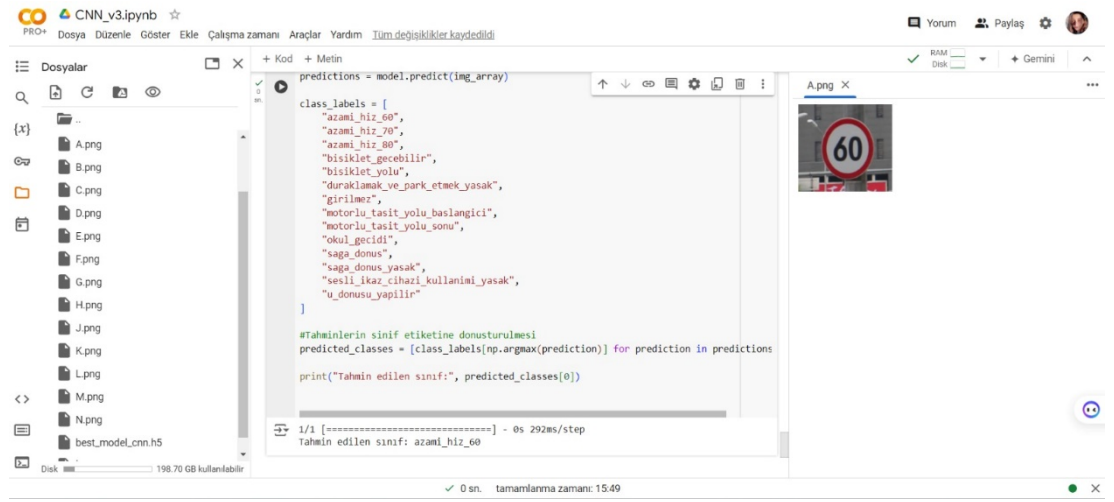 CO PRO+
CNN_v3.ipynb
Dosya Düzenle Göster Ekle Çalışma zamanı Araçlar Yardım Tüm değişiklikler kaydedildi
Yorum Paylaş
Dosyalar
+ Kod + Metin
RAM
Disk
Gemini
{x}
..
A.png
B.png
C.png
D.png
E.png
F.png
G.png
H.png
J.png
K.png
L.png
M.png
N.png
best_model_cnn.h5
Disk 198.70 GB kullanılabilir
0
sn.
predictions = model.predict(img_array)
class_labels = [
"azami_hiz_60",
"azami_hiz_70",
"azami_hiz_80",
"bisiklet_gecebilir",
"bisiklet_yolu",
"duraklamak_ve_park_etmek_yasak",
"girilmez",
"motorlu_tasit_yolu_baslangici",
"motorlu_tasit_yolu_sonu",
"okul_gecidi",
"saga_donus",
"saga_donus_yasak",
"sesli_ikaz_cihazi_kullanimi_yasak",
"u_donusu_yapilir"
]
#Tahminlerin sinif etiketine donusturulmesi
predicted_classes = [class_labels[np.argmax(prediction)] for prediction in predictions
print("Tahmin edilen sınıf:", predicted_classes[0])
1/1 [==============================] - 0s 292ms/step
Tahmin edilen sınıf: azami_hiz_60
A.png
60
0 sn. tamamlanma zamanı: 15:49